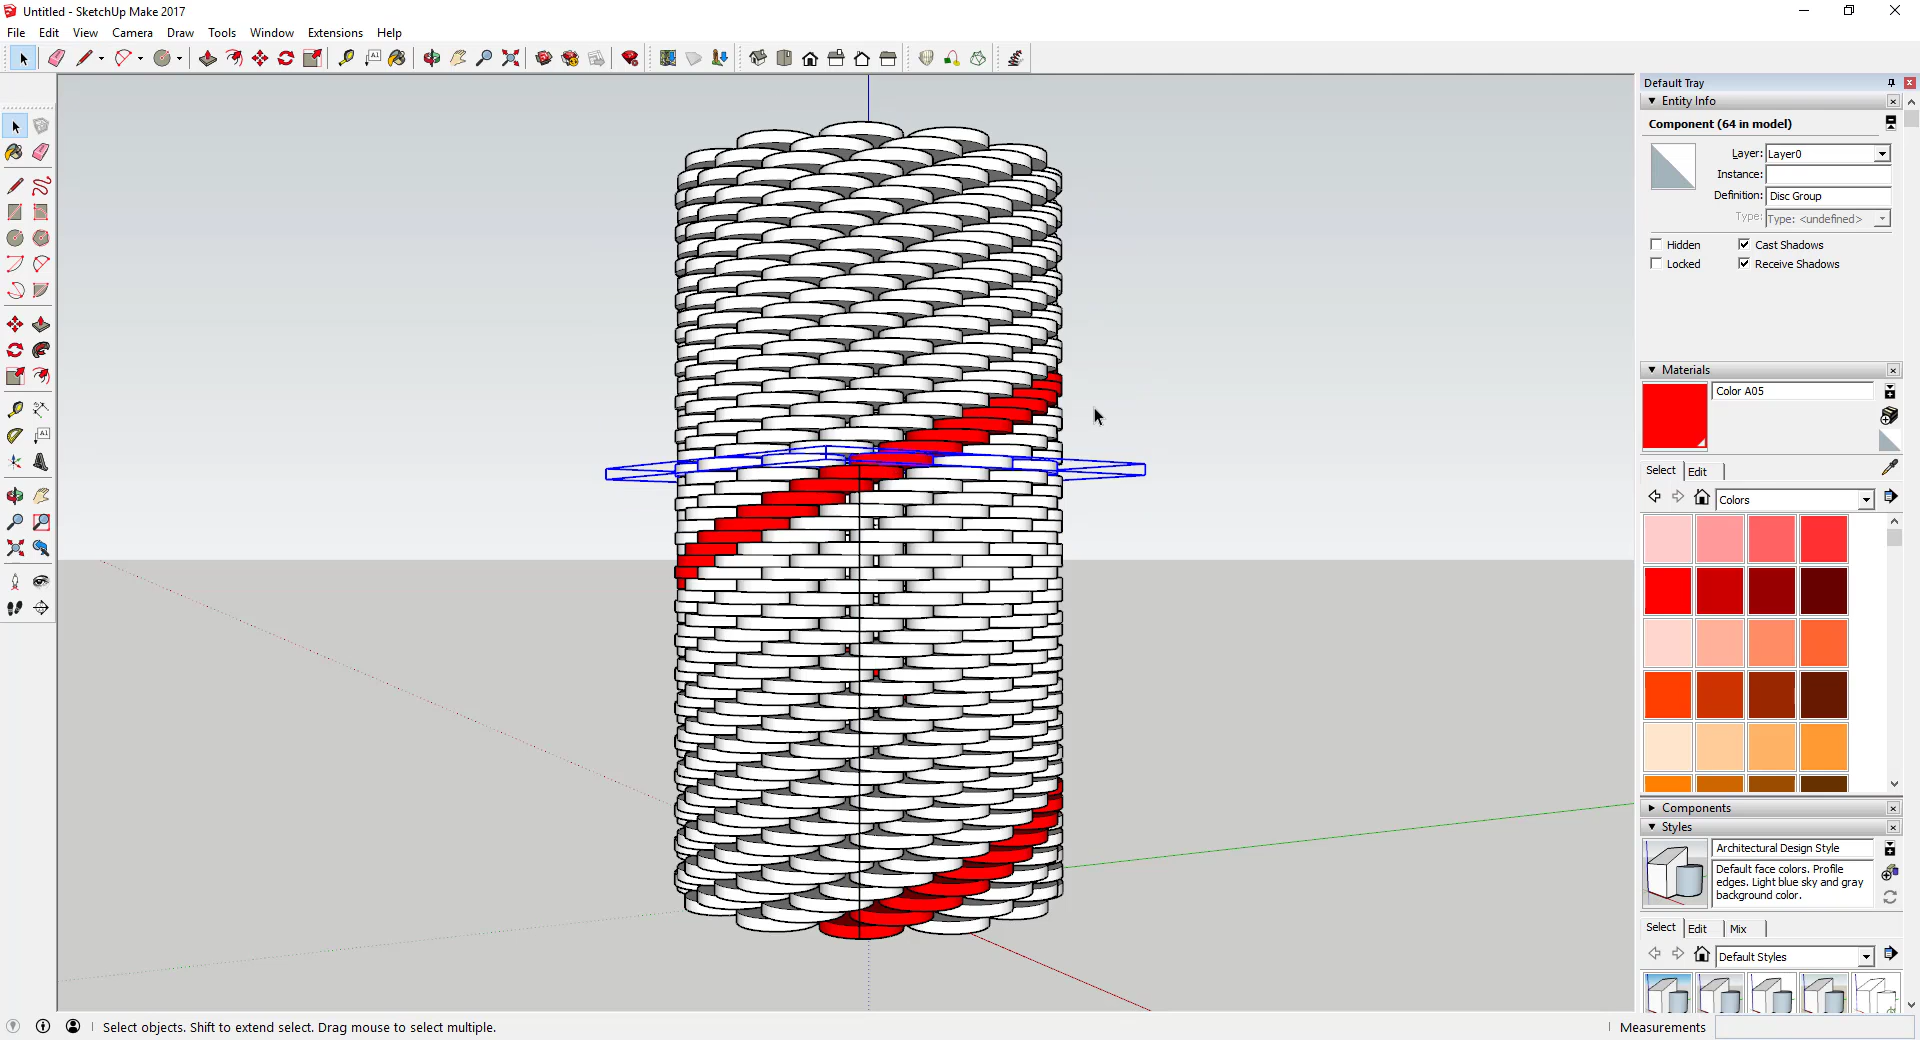 Untitled - SketchUp Make 2017
File Edit View Camera Draw Tools Window Extensions Help
Default Tray
Entity Info
Component (64 in model)
Layer: Layer0
Instance:
Definition: Disc Group
Type: Type: <undefined>
Hidden Cast Shadows
Locked Receive Shadows
Materials
Color A05
Select Edit
Colors
Components
Styles
Architectural Design Style
Default face colors. Profile
edges. Light blue sky and gray
background color.
Select Edit Mix
Default Styles
Select objects. Shift to extend select. Drag mouse to select multiple.
Measurements